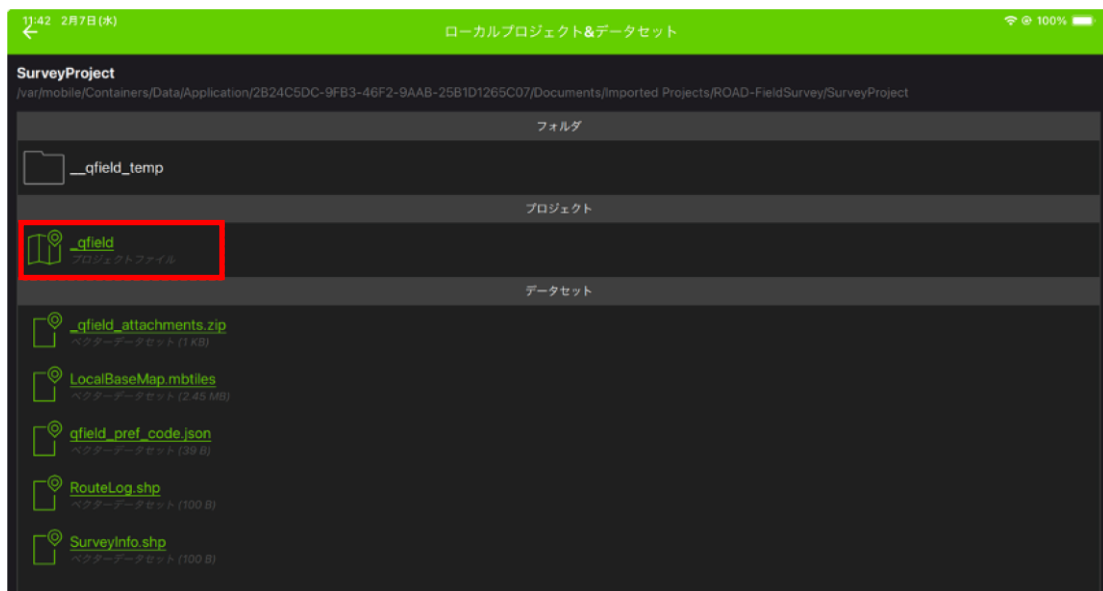 11:42 2月7日(水)
100%
ローカルプロジェクト&データセット
SurveyProject
/var/mobile/Containers/Data/Application/2B24C5DC-9FB3-46F2-9AAB-25B1D1265C07/Documents/Imported Projects/ROAD-FieldSurvey/SurveyProject
フォルダ
__qfield_temp
プロジェクト
_qfield
プロジェクトファイル
データセット
_qfield_attachments.zip
ベクターデータセット (1 KB)
LocalBaseMap.mbtiles
ベクターデータセット (2.45 MB)
qfield_pref_code.json
ベクターデータセット (39 B)
RouteLog.shp
ベクターデータセット (100 B)
SurveyInfo.shp
ベクターデータセット (100 B)